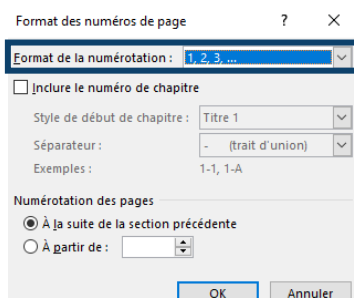 Format des numéros de page ? ×
Format de la numérotation : 1, 2, 3, ...
Inclure le numéro de chapitre
Style de début de chapitre : Titre 1
Séparateur : - (trait d'union)
Exemples : 1-1, 1-A
Numérotation des pages
À la suite de la section précédente
À partir de :
OK Annuler